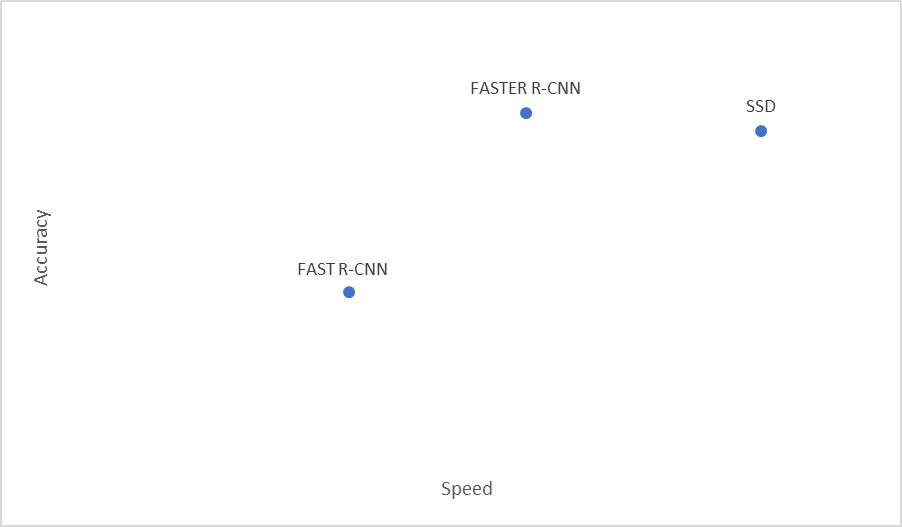 FASTER R-CNN
SSD
Accuracy
FAST R-CNN
Speed